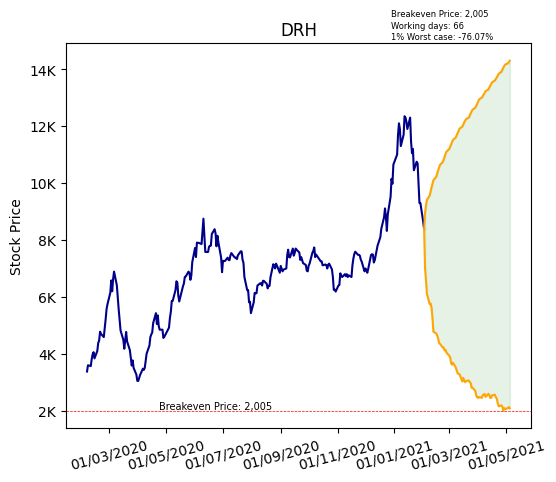 Breakeven Price: 2,005
Working days: 66
1% Worst case: -76.07%
DRH
Stock Price
14K
12K
10K
8K
6K
4K
2K
Breakeven Price: 2,005
01/03/2020
01/05/2020
01/07/2020
01/09/2020
01/11/2020
01/01/2021
01/03/2021
01/05/2021